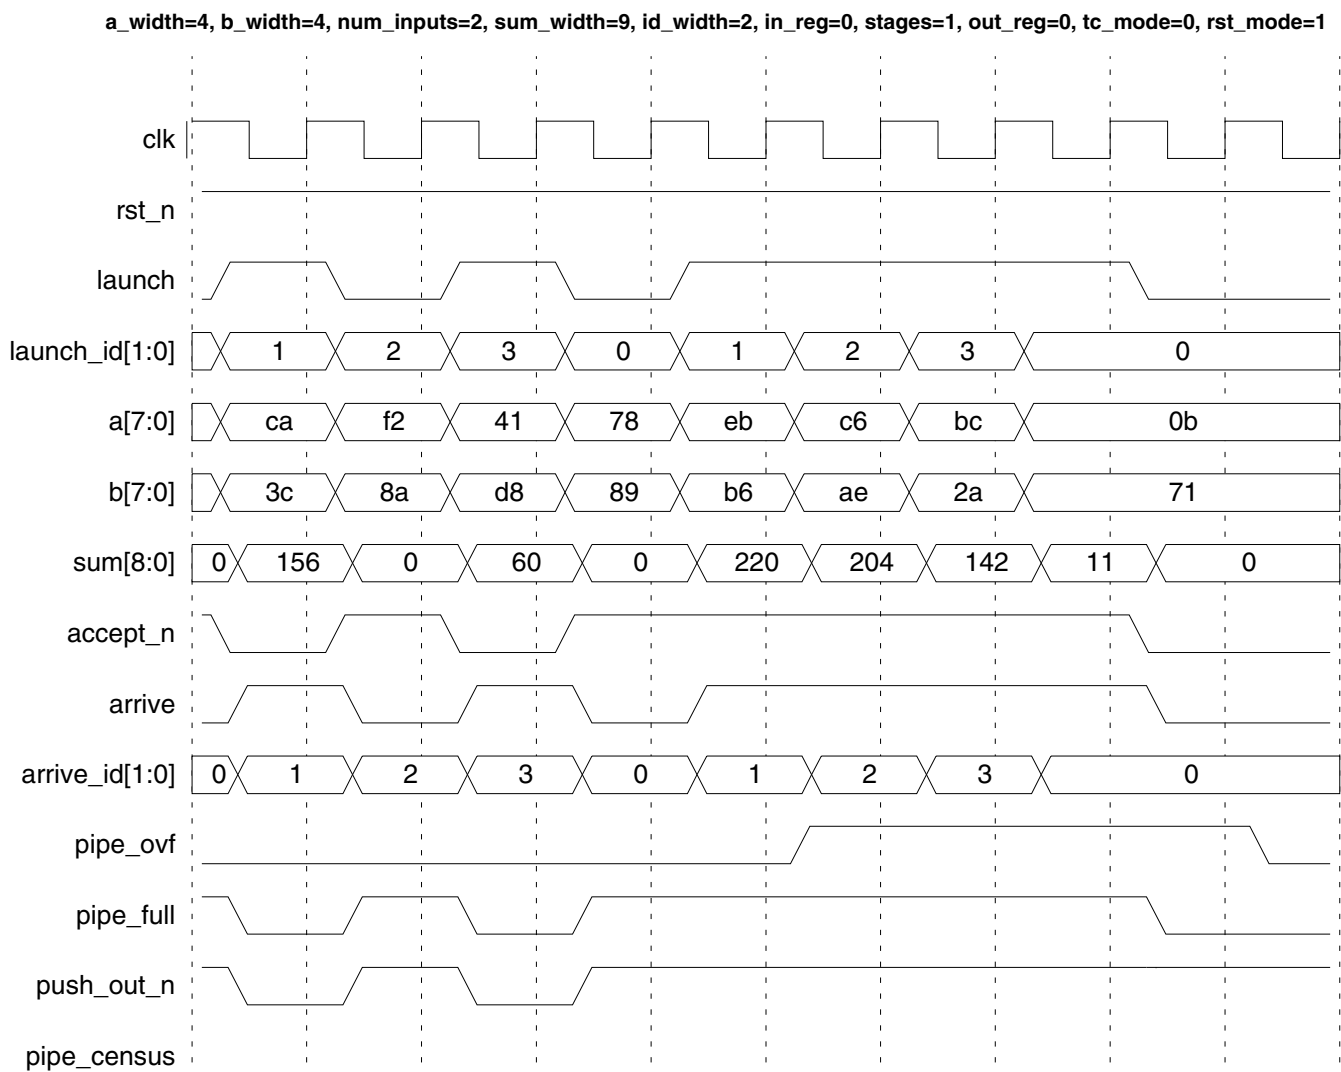 a_width=4, b_width=4, num_inputs=2, sum_width=9, id_width=2, in_reg=0, stages=1, out_reg=0, tc_mode=0, rst_mode=1
clk
rst_n
launch
launch_id[1:0] 1 2 3 0 1 2 3 0
a[7:0] ca f2 41 78 eb c6 bc 0b
b[7:0] 3c 8a d8 89 b6 ae 2a 71
sum[8:0] 0 156 0 60 0 220 204 142 11 0
accept_n
arrive
arrive_id[1:0] 0 1 2 3 0 1 2 3 0
pipe_ovf
pipe_full
push_out_n
pipe_census